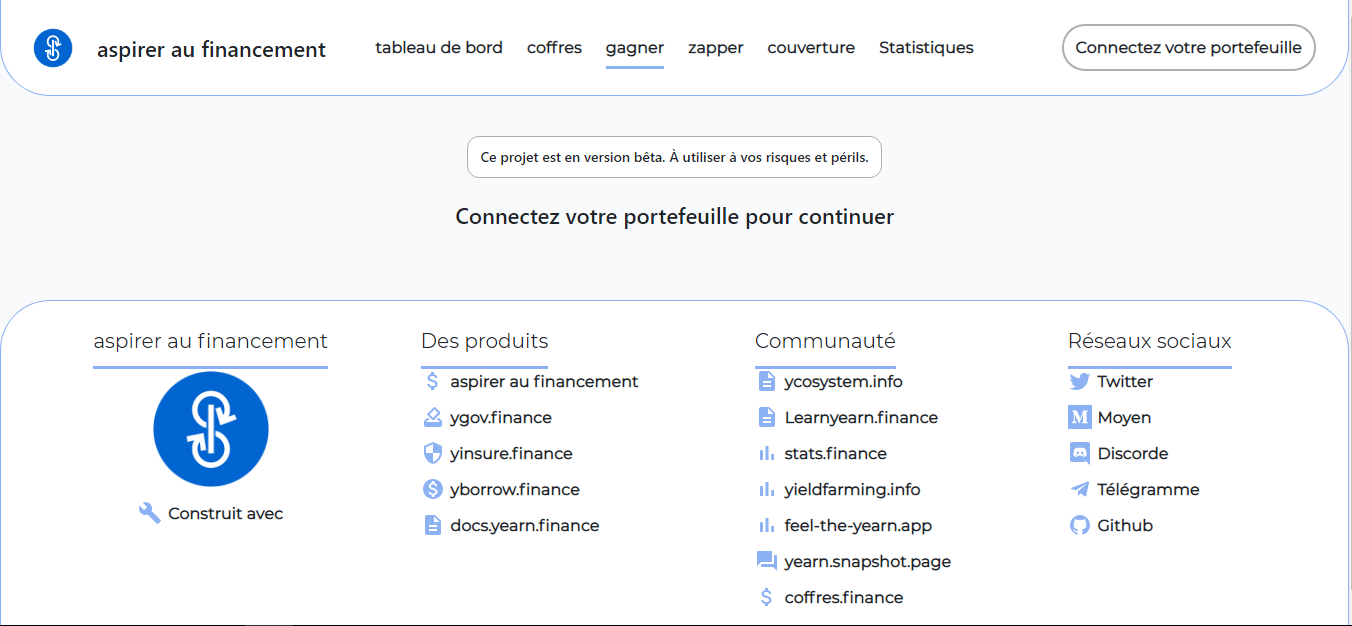 aspirer au financement
tableau de bord
coffres
gagner
zapper
couverture
Statistiques
Connectez votre portefeuille
Ce projet est en version bêta. À utiliser à vos risques et périls.
Connectez votre portefeuille pour continuer
aspirer au financement
Construit avec
Des produits
aspirer au financement
ygov.finance
yinsure.finance
yborrow.finance
docs.yearn.finance
Communauté
ycosystem.info
Learnyearn.finance
stats.finance
yieldfarming.info
feel-the-yearn.app
yearn.snapshot.page
coffres.finance
Réseaux sociaux
Twitter
Moyen
Discorde
Télégramme
Github